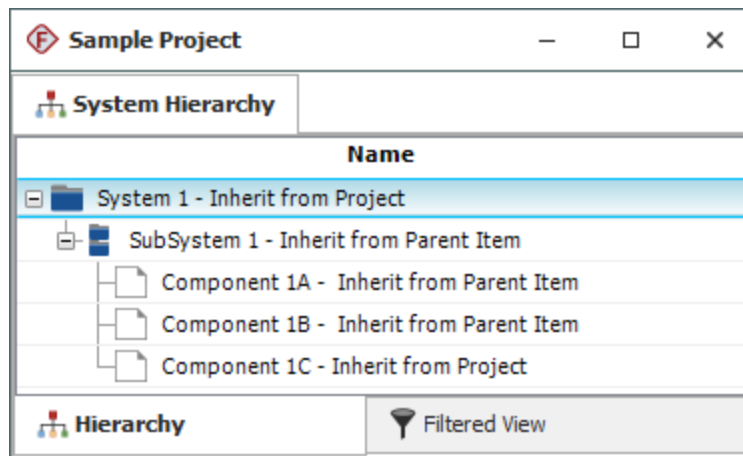 Sample Project
System Hierarchy
Name
System 1 - Inherit from Project
SubSystem 1 - Inherit from Parent Item
Component 1A -  Inherit from Parent Item
Component 1B -  Inherit from Parent Item
Component 1C - Inherit from Project
Hierarchy
Filtered View